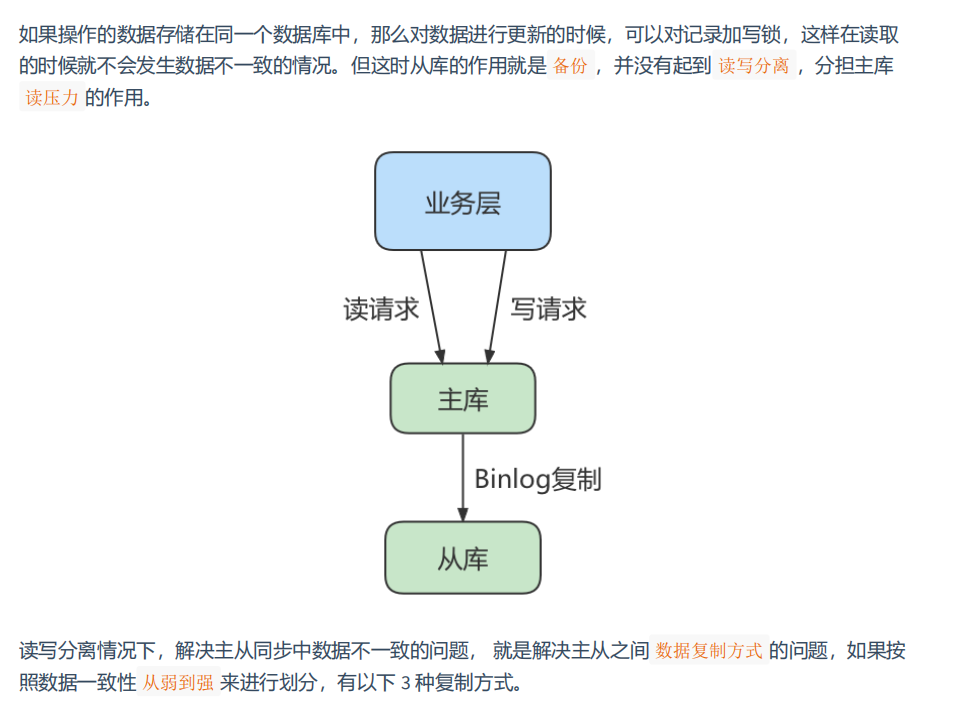 如果操作的数据存储在同一个数据库中，那么对数据进行更新的时候，可以对记录加写锁，这样在读取
的时候就不会发生数据不一致的情况。但这时从库的作用就是 备份 ，并没有起到 读写分离 ，分担主库
读压力 的作用。
业务层
读请求
写请求
主库
Binlog复制
从库
读写分离情况下，解决主从同步中数据不一致的问题， 就是解决主从之间 数据复制方式 的问题，如果按
照数据一致性 从弱到强 来进行划分，有以下 3 种复制方式。